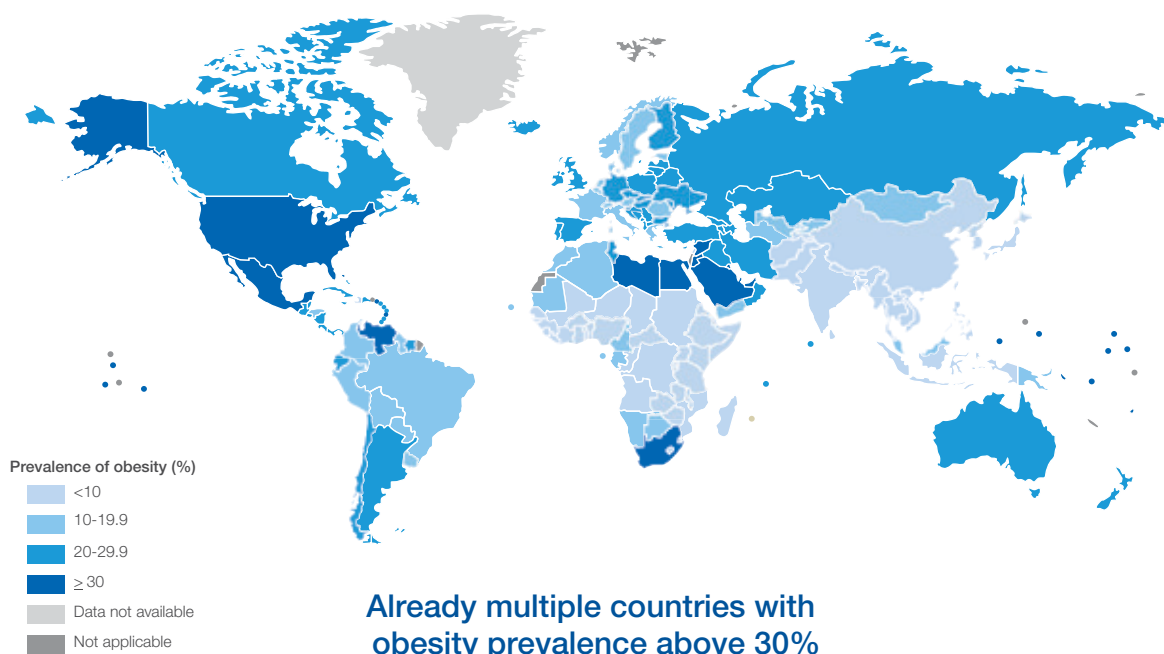 Prevalence of obesity (%)
<10
10-19.9
20-29.9
≥ 30
Data not available
Not applicable
Already multiple countries with
obesity prevalence above 30%